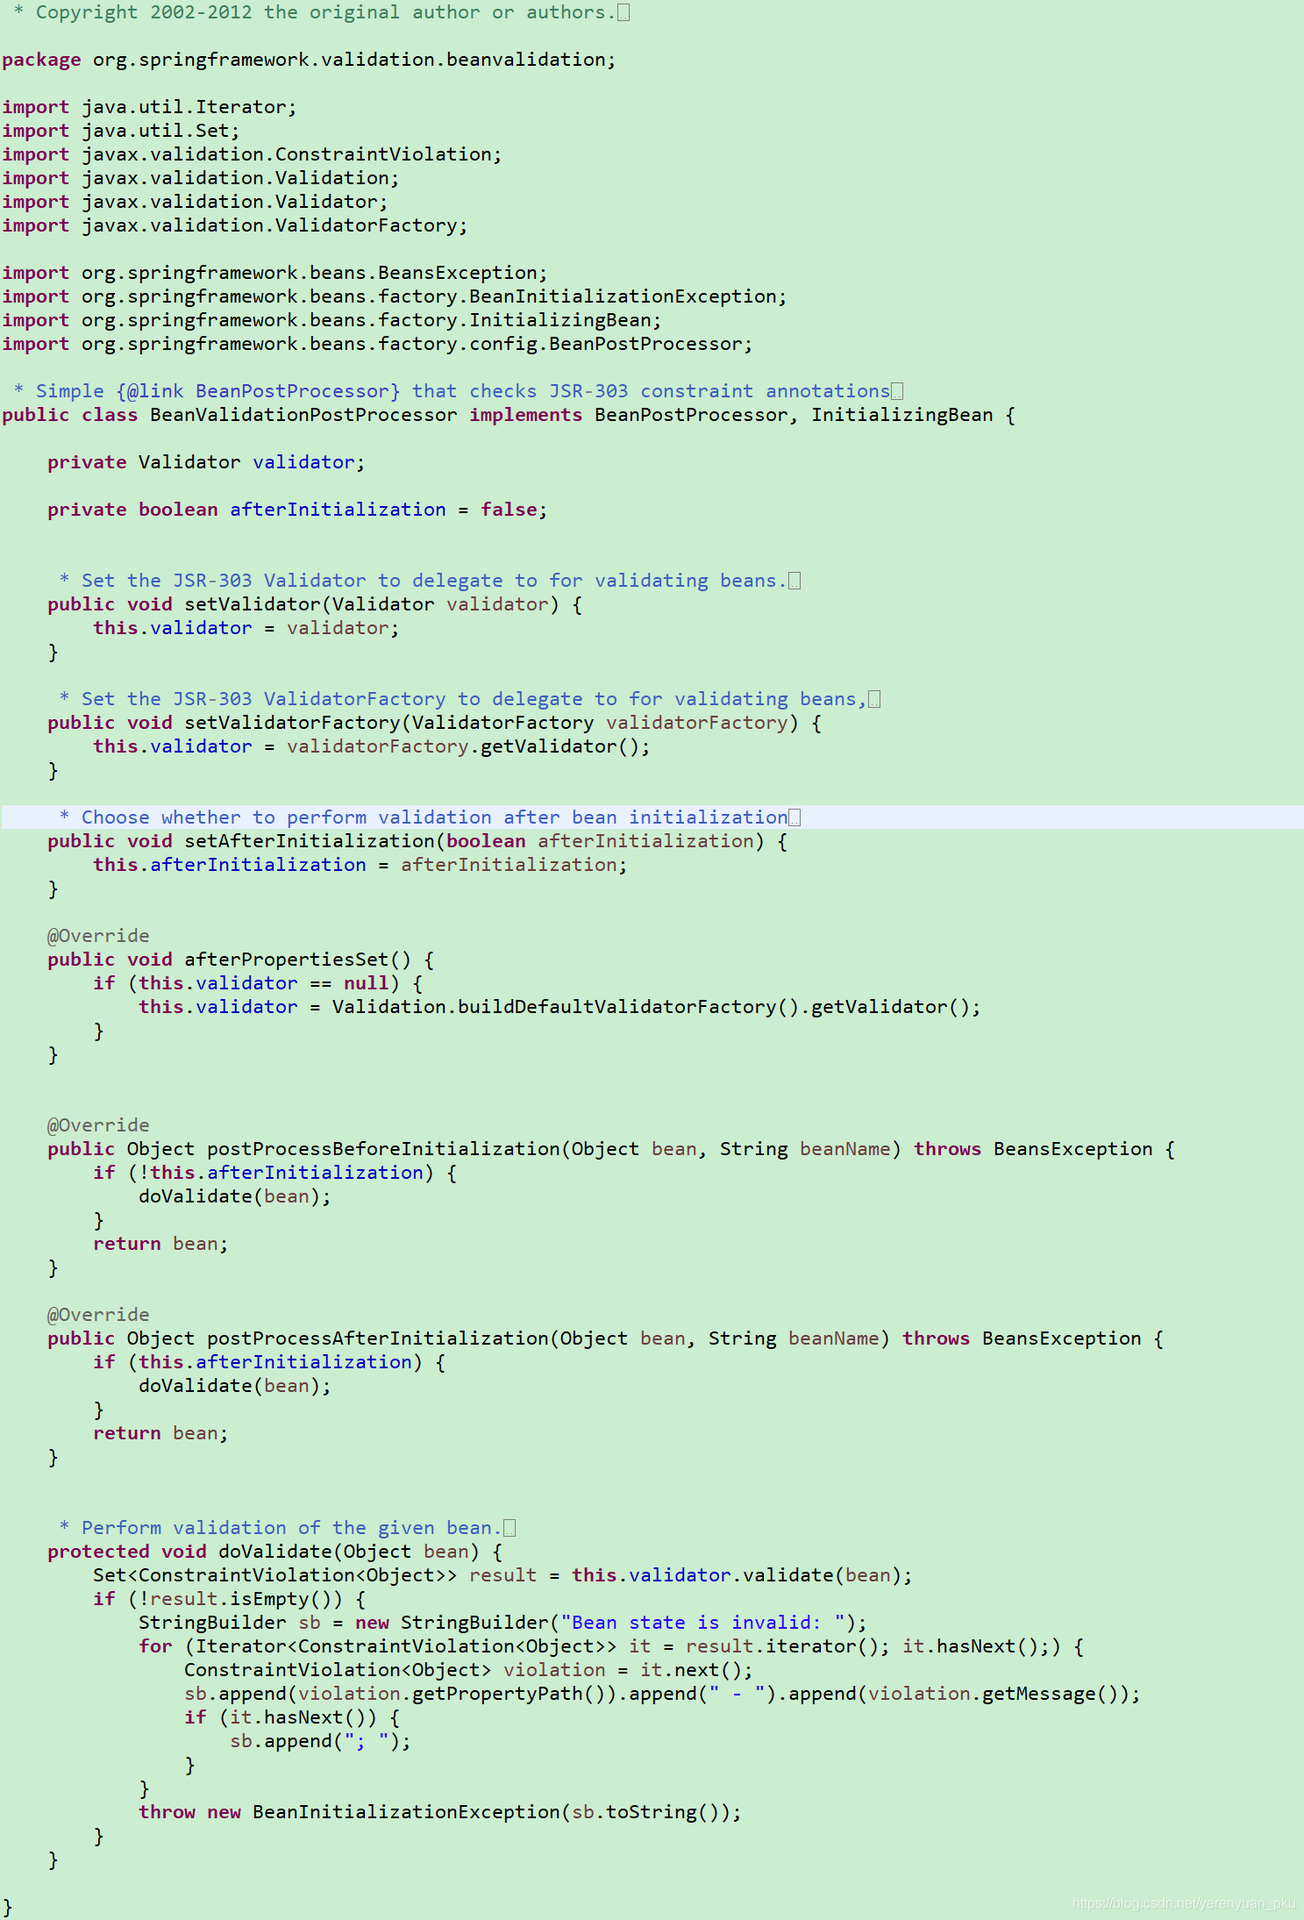 * Copyright 2002-2012 the original author or authors.
package org.springframework.validation.beanvalidation;
import java.util.Iterator;
import java.util.Set;
import javax.validation.ConstraintViolation;
import javax.validation.Validation;
import javax.validation.Validator;
import javax.validation.ValidatorFactory;
import org.springframework.beans.BeansException;
import org.springframework.beans.factory.BeanInitializationException;
import org.springframework.beans.factory.InitializingBean;
import org.springframework.beans.factory.config.BeanPostProcessor;
* Simple {@link BeanPostProcessor} that checks JSR-303 constraint annotations
public class BeanValidationPostProcessor implements BeanPostProcessor, InitializingBean {
private Validator validator;
private boolean afterInitialization = false;
* Set the JSR-303 Validator to delegate to for validating beans.
public void setValidator(Validator validator) {
this.validator = validator;
}
* Set the JSR-303 ValidatorFactory to delegate to for validating beans,
public void setValidatorFactory(ValidatorFactory validatorFactory) {
this.validator = validatorFactory.getValidator();
}
* Choose whether to perform validation after bean initialization
public void setAfterInitialization(boolean afterInitialization) {
this.afterInitialization = afterInitialization;
}
@Override
public void afterPropertiesSet() {
if (this.validator == null) {
this.validator = Validation.buildDefaultValidatorFactory().getValidator();
}
}
@Override
public Object postProcessBeforeInitialization(Object bean, String beanName) throws BeansException {
if (!this.afterInitialization) {
doValidate(bean);
}
return bean;
}
@Override
public Object postProcessAfterInitialization(Object bean, String beanName) throws BeansException {
if (this.afterInitialization) {
doValidate(bean);
}
return bean;
}
* Perform validation of the given bean.
protected void doValidate(Object bean) {
Set<ConstraintViolation<Object>> result = this.validator.validate(bean);
if (!result.isEmpty()) {
StringBuilder sb = new StringBuilder("Bean state is invalid: ");
for (Iterator<ConstraintViolation<Object>> it = result.iterator(); it.hasNext();) {
ConstraintViolation<Object> violation = it.next();
sb.append(violation.getPropertyPath()).append(" - ").append(violation.getMessage());
if (it.hasNext()) {
sb.append("; ");
}
}
throw new BeanInitializationException(sb.toString());
}
}
}
https://blog.csdn.net/yerenyuan_pku